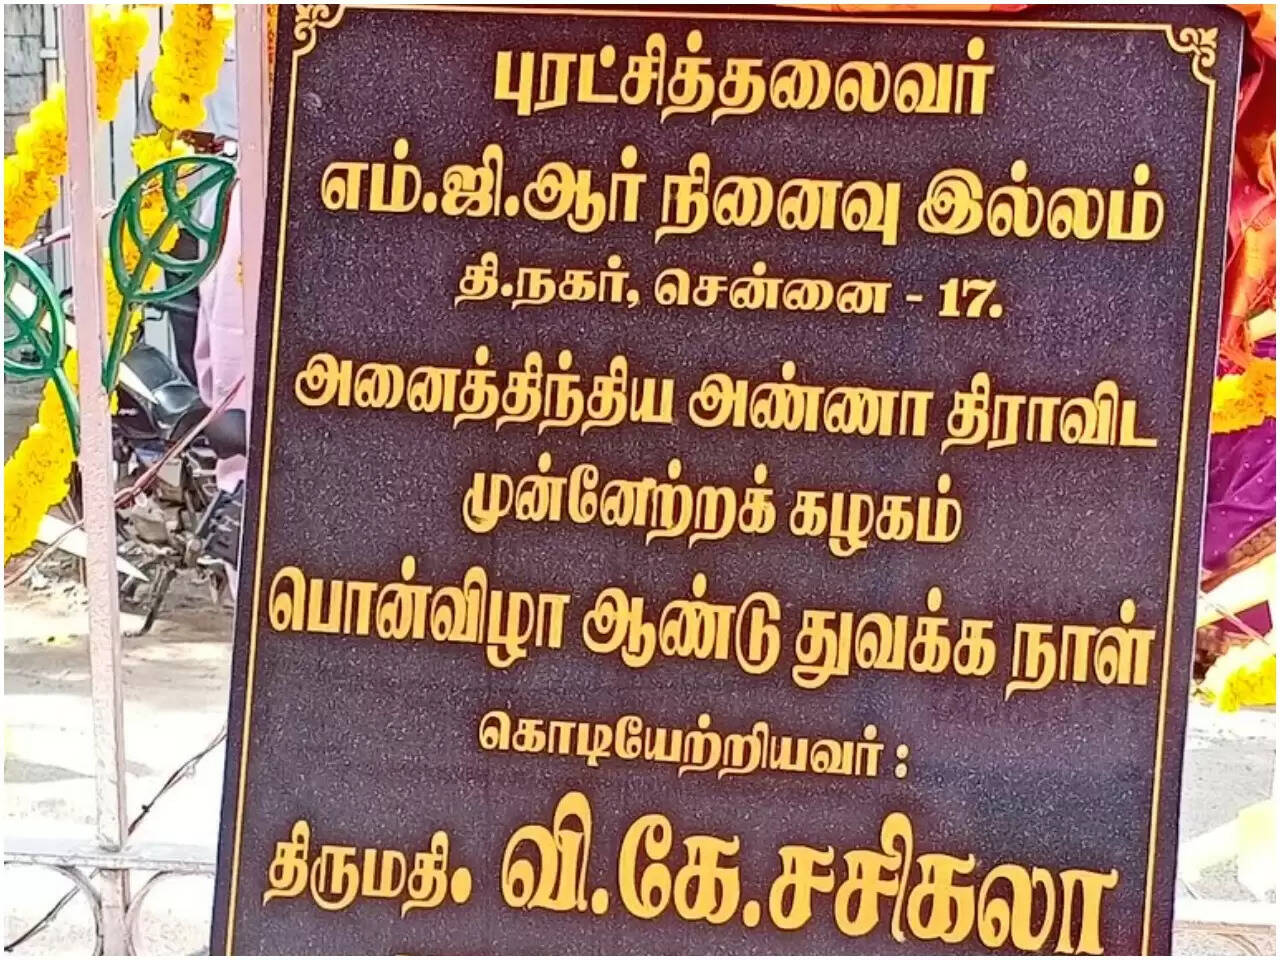 புரட்சித்தலைவர்
எம்.ஜி.ஆர் நினைவு இல்லம்
தி.நகர், சென்னை - 17.
அனைத்திந்திய அண்ணா திராவிட
முன்னேற்றக் கழகம்
பொன்விழா ஆண்டு துவக்க நாள்
கொடியேற்றியவர் :
திருமதி. வி.கே.சசிகலா